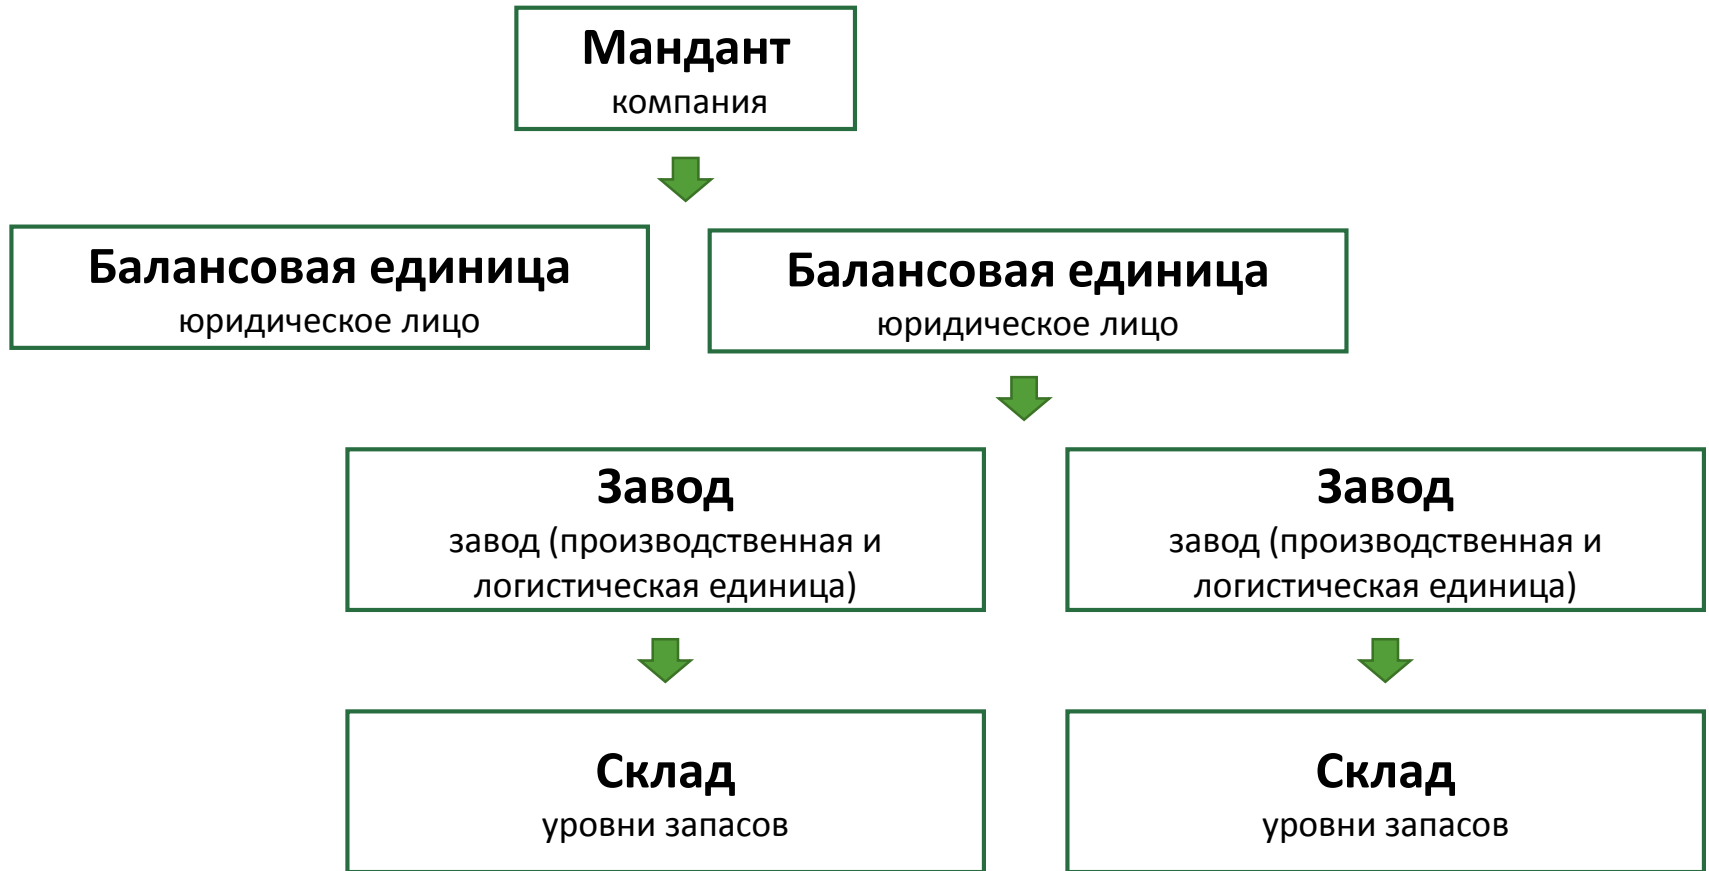 Мандант
компания
Балансовая единица
юридическое лицо
Балансовая единица
юридическое лицо
Завод
завод (производственная и
логистическая единица)
Завод
завод (производственная и
логистическая единица)
Склад
уровни запасов
Склад
уровни запасов